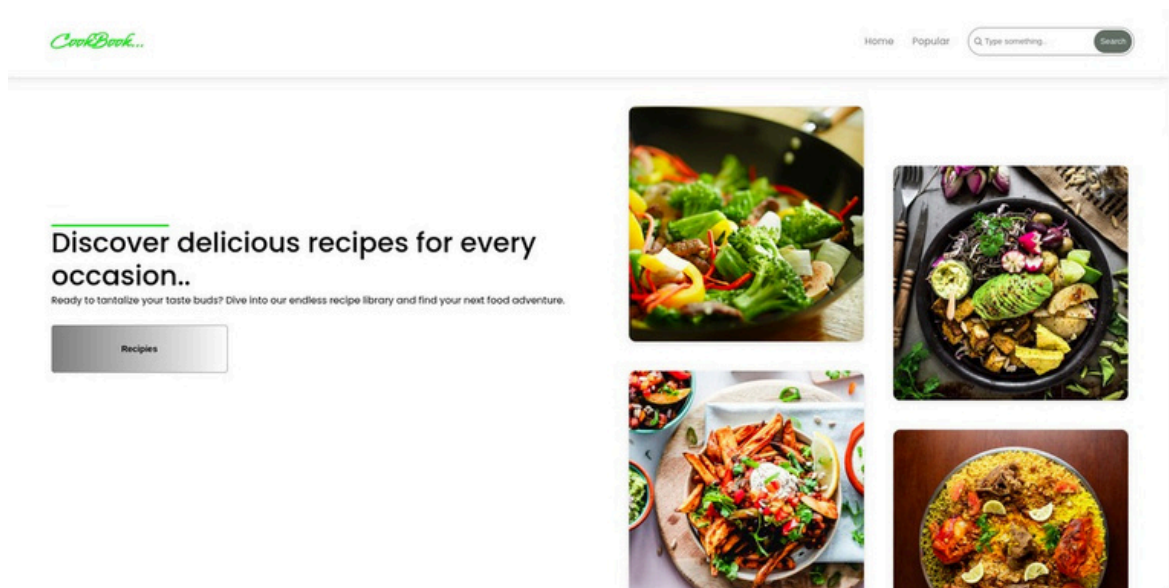 CookBook...
Home Popular Type something.. Search
Discover delicious recipes for every
occasion..
Ready to tantalize your taste buds? Dive into our endless recipe library and find your next food adventure.
Recipies